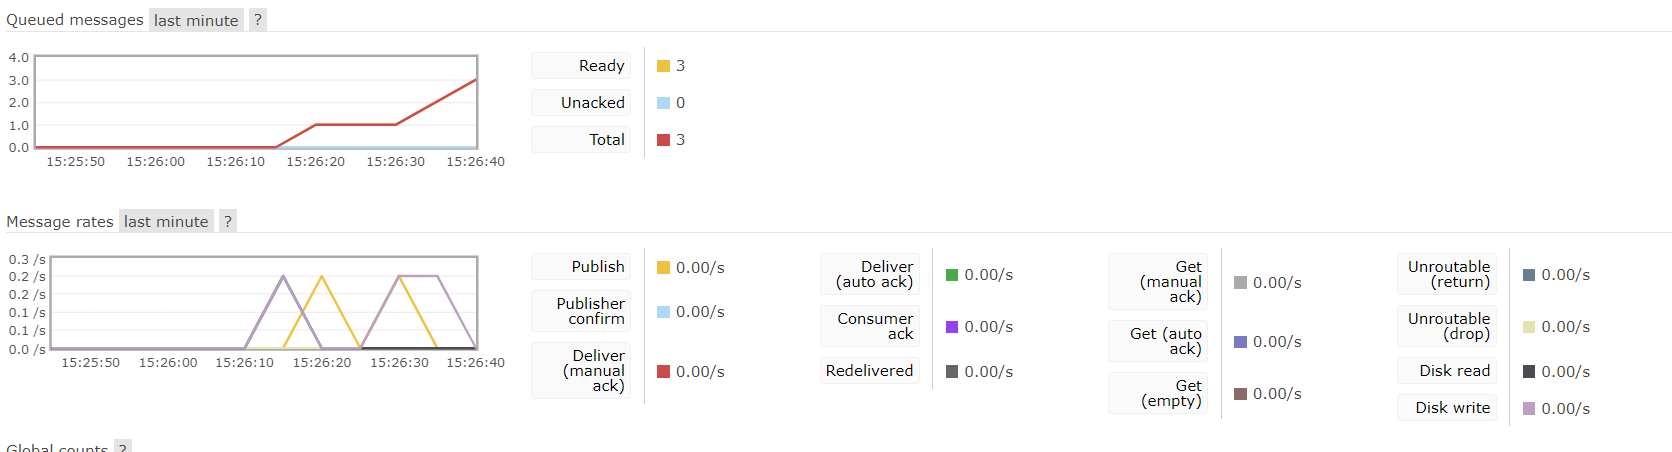 Queued messages last minute ?
4.0
3.0
2.0
1.0
0.0
15:25:50 15:26:00 15:26:10 15:26:20 15:26:30 15:26:40
Ready 3
Unacked 0
Total 3
Message rates last minute ?
0.3 /s
0.2 /s
0.2 /s
0.1 /s
0.1 /s
0.0 /s
15:25:50 15:26:00 15:26:10 15:26:20 15:26:30 15:26:40
Publish 0.00/s
Publisher
confirm 0.00/s
Deliver
(manual
ack) 0.00/s
Deliver
(auto ack) 0.00/s
Consumer
ack 0.00/s
Redelivered 0.00/s
Get
(manual
ack) 0.00/s
Get (auto
ack) 0.00/s
Get
(empty) 0.00/s
Unroutable
(return) 0.00/s
Unroutable
(drop) 0.00/s
Disk read 0.00/s
Disk write 0.00/s
Global counts ?